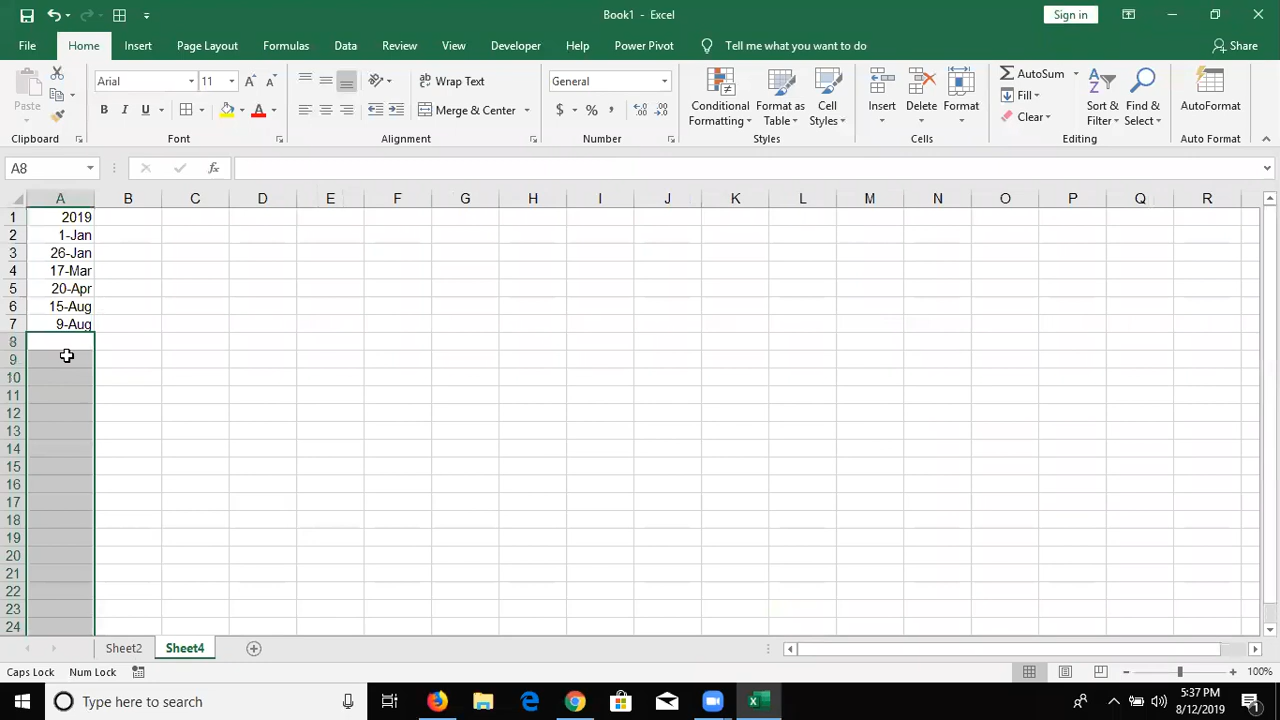 Book1 - Excel
Sign in
File Home Insert Page Layout Formulas Data Review View Developer Help Power Pivot Tell me what you want to do Share
Paste
Arial 11
Wrap Text
General
Conditional Formatting
Format as Table
Cell Styles
Insert
Delete
Format
AutoSum
Fill
Clear
Sort & Filter
Find & Select
AutoFormat
B I U A
Merge & Center
$ % ,
Clipboard Font Alignment Number Styles Cells Editing Auto Format
A8 fx
A B C D E F G H I J K L M N O P Q R
1 2019
2 1-Jan
3 26-Jan
4 17-Mar
5 20-Apr
6 15-Aug
7 9-Aug
8
9
10
11
12
13
14
15
16
17
18
19
20
21
22
23
24
Sheet2 Sheet4
Caps Lock Num Lock 100%
Type here to search
5:37 PM
8/12/2019
1